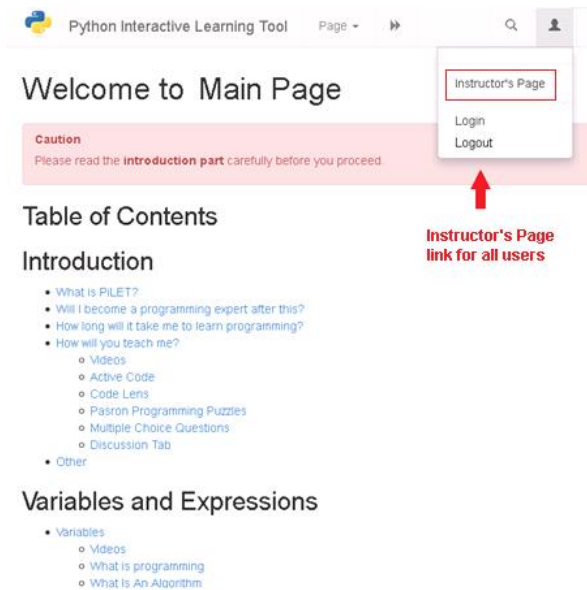 Python Interactive Learning Tool Page
Instructor's Page
Login
Logout
Welcome to Main Page
Caution
Please read the introduction part carefully before you proceed.
Instructor's Page
link for all users
Table of Contents
Introduction
What is PiLET?
Will I become a programming expert after this?
How long will it take me to learn programming?
How will you teach me?
Videos
Active Code
Code Lens
Pasron Programming Puzzles
Multiple Choice Questions
Discussion Tab
Other
Variables and Expressions
Variables
Videos
What is programming
What Is An Algorithm